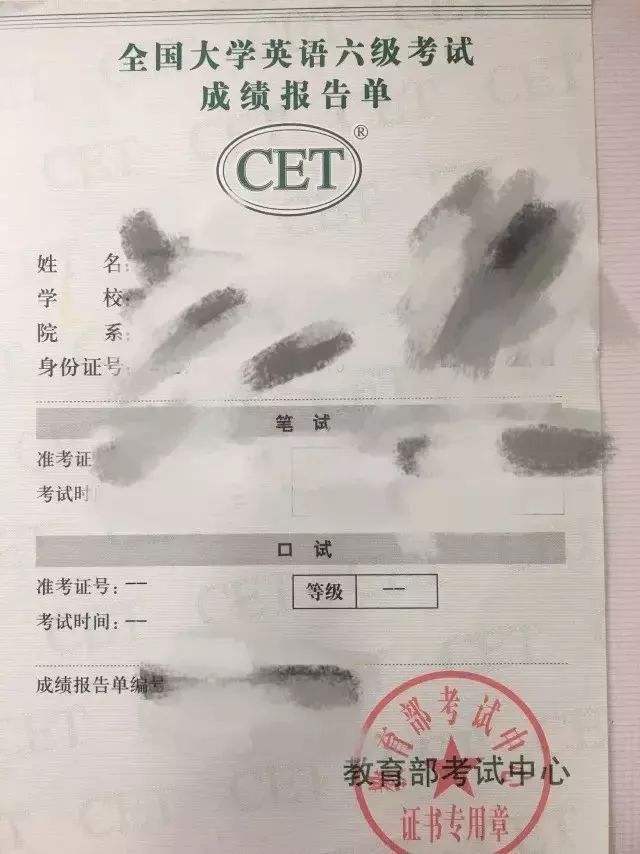 全国大学英语六级考试
成绩报告单
CET®
姓 名:
学 校:
院 系:
身份证号:
笔 试
准考证
考试时间
口 试
准考证号: --
等级 --
考试时间: --
成绩报告单编号
教育部考试中心
教育部考试中心
证书专用章